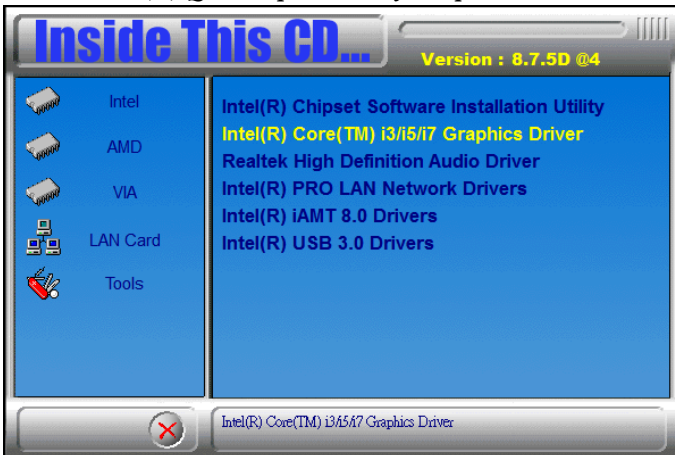 Inside This CD...
Version : 8.7.5D @4
Intel
AMD
VIA
LAN Card
Tools
Intel(R) Chipset Software Installation Utility
Intel(R) Core(TM) i3/i5/i7 Graphics Driver
Realtek High Definition Audio Driver
Intel(R) PRO LAN Network Drivers
Intel(R) iAMT 8.0 Drivers
Intel(R) USB 3.0 Drivers
Intel(R) Core(TM) i3/i5/i7 Graphics Driver